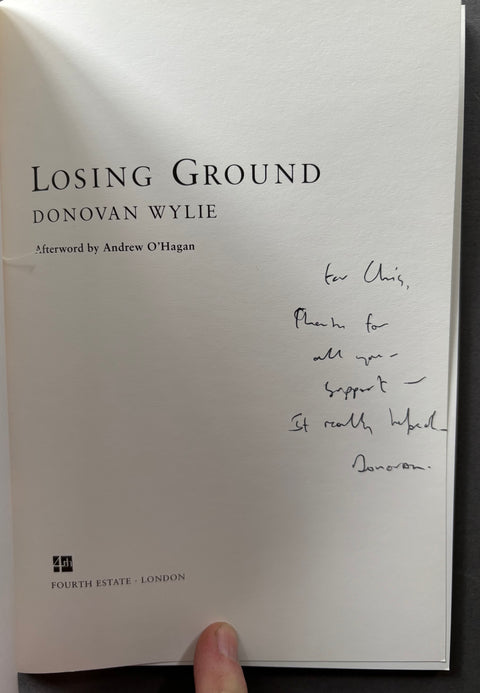 LOSING GROUND
DONOVAN WYLIE
Afterword by Andrew O'Hagan
For Chris,
Thanks for
all your
support —
It really helped.
Donovan.
4th
FOURTH ESTATE · LONDON